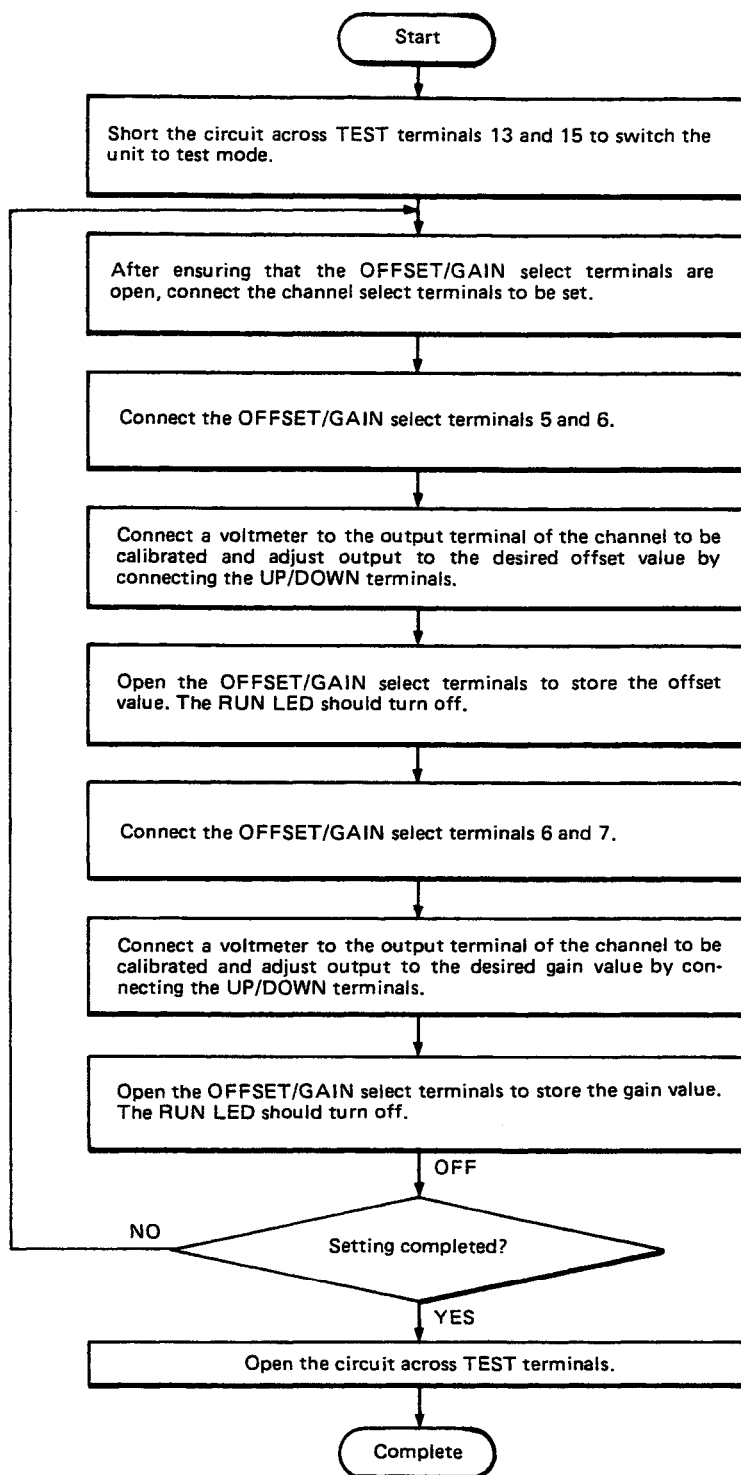 Start
Short the circuit across TEST terminals 13 and 15 to switch the
unit to test mode.
After ensuring that the OFFSET/GAIN select terminals are
open, connect the channel select terminals to be set.
Connect the OFFSET/GAIN select terminals 5 and 6.
Connect a voltmeter to the output terminal of the channel to be
calibrated and adjust output to the desired offset value by
connecting the UP/DOWN terminals.
Open the OFFSET/GAIN select terminals to store the offset
value. The RUN LED should turn off.
Connect the OFFSET/GAIN select terminals 6 and 7.
Connect a voltmeter to the output terminal of the channel to be
calibrated and adjust output to the desired gain value by con-
necting the UP/DOWN terminals.
Open the OFFSET/GAIN select terminals to store the gain value.
The RUN LED should turn off.
OFF
NO
Setting completed?
YES
Open the circuit across TEST terminals.
Complete